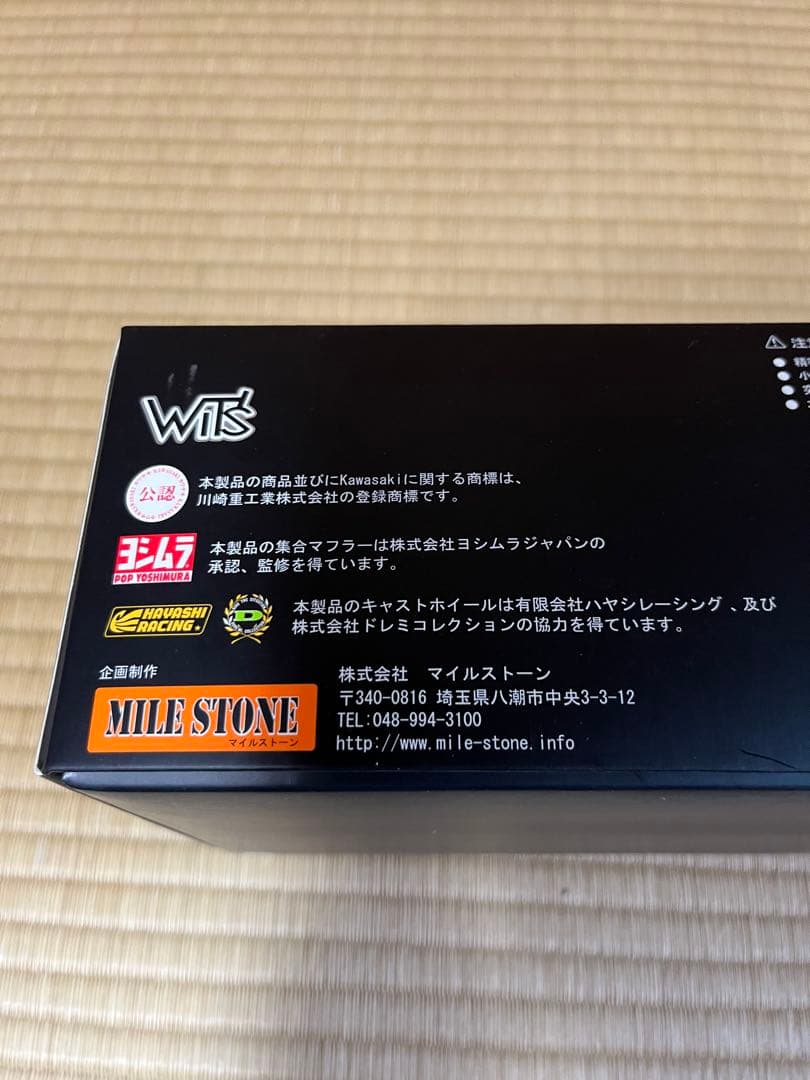 WiT'S
公認
本製品の商品並びにKawasakiに関する商標は、
川崎重工業株式会社の登録商標です。
ヨシムラ
POP YOSHIMURA
本製品の集合マフラーは株式会社ヨシムラジャパンの
承認、監修を得ています。
HAYASHI
RACING
D
本製品のキャストホイールは有限会社ハヤシレーシング 、及び
株式会社ドレミコレクションの協力を得ています。
企画制作
MILE STONE
マイルストーン
株式会社 マイルストーン
〒340-0816 埼玉県八潮市中央3-3-12
TEL:048-994-3100
http://www.mile-stone.info
注
小